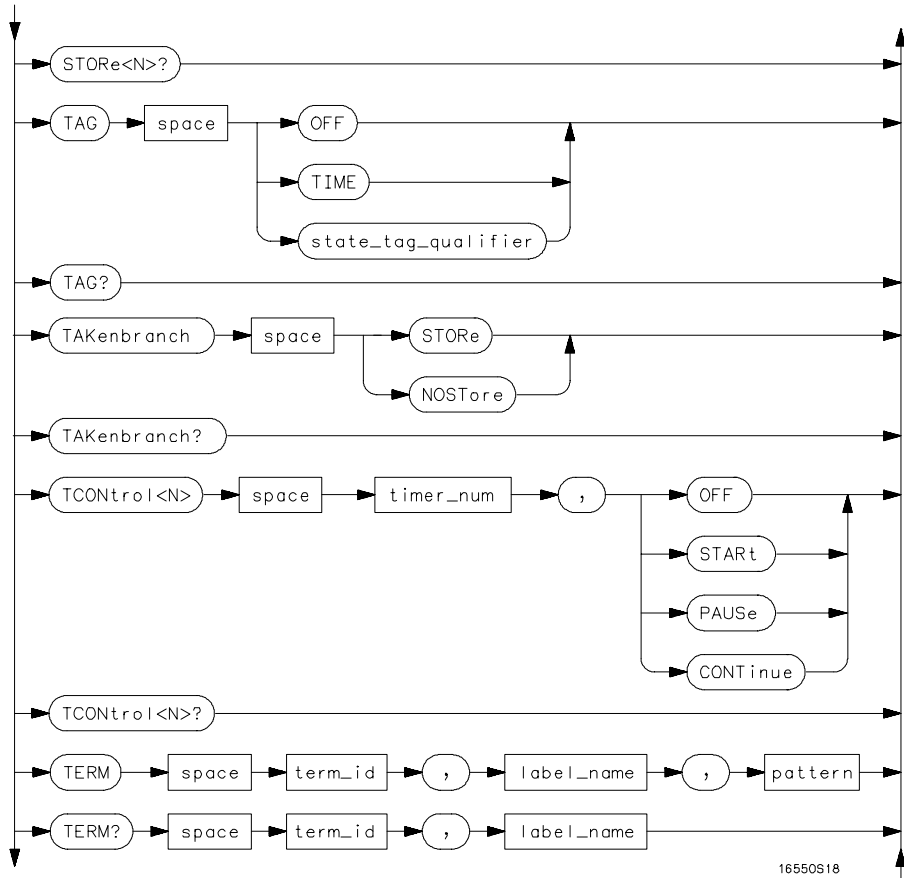 STORe<N>?
TAG space OFF
TIME
state_tag_qualifier
TAG?
TAKenbranch space STORe
NOSTore
TAKenbranch?
TCONtrol<N> space timer_num , OFF
STARt
PAUSe
CONTinue
TCONtrol<N>?
TERM space term_id , label_name , pattern
TERM? space term_id , label_name
16550S18